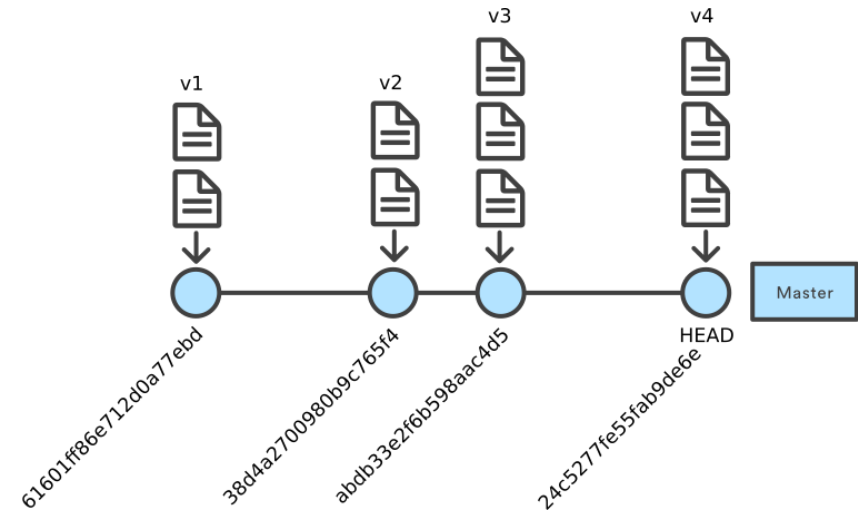 v1
v2
v3
v4
Master
HEAD
61601ff86e712d0a77ebd
38d4a2700980b9c765f4
abdb33e2f6b598aac4d5
24c5277fe55fab9de6e